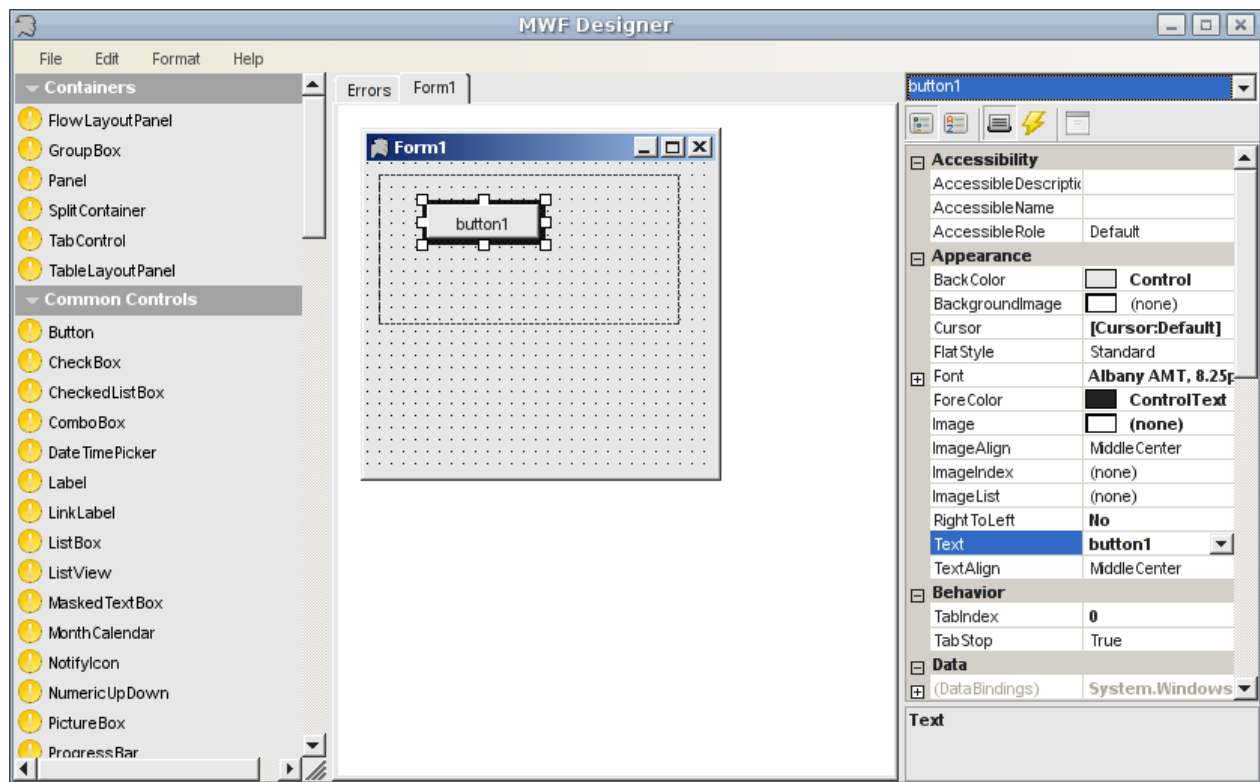 MWF Designer
File Edit Format Help
Containers
FlowLayoutPanel
GroupBox
Panel
SplitContainer
TabControl
TableLayoutPanel
Common Controls
Button
CheckBox
CheckedListBox
ComboBox
DateTimePicker
Label
LinkLabel
ListBox
ListView
MaskedTextBox
MonthCalendar
NotifyIcon
NumericUpDown
PictureBox
ProgressBar
Errors Form1
Form1
button1
button1
Accessibility
AccessibleDescripti
AccessibleName
AccessibleRole Default
Appearance
BackColor Control
BackgroundImage (none)
Cursor [Cursor:Default]
FlatStyle Standard
Font Albany AMT, 8.25p
ForeColor ControlText
Image (none)
ImageAlign MiddleCenter
ImageIndex (none)
ImageList (none)
RightToLeft No
Text button1
TextAlign MiddleCenter
Behavior
TabIndex 0
TabStop True
Data
(DataBindings) System.Windows
Text